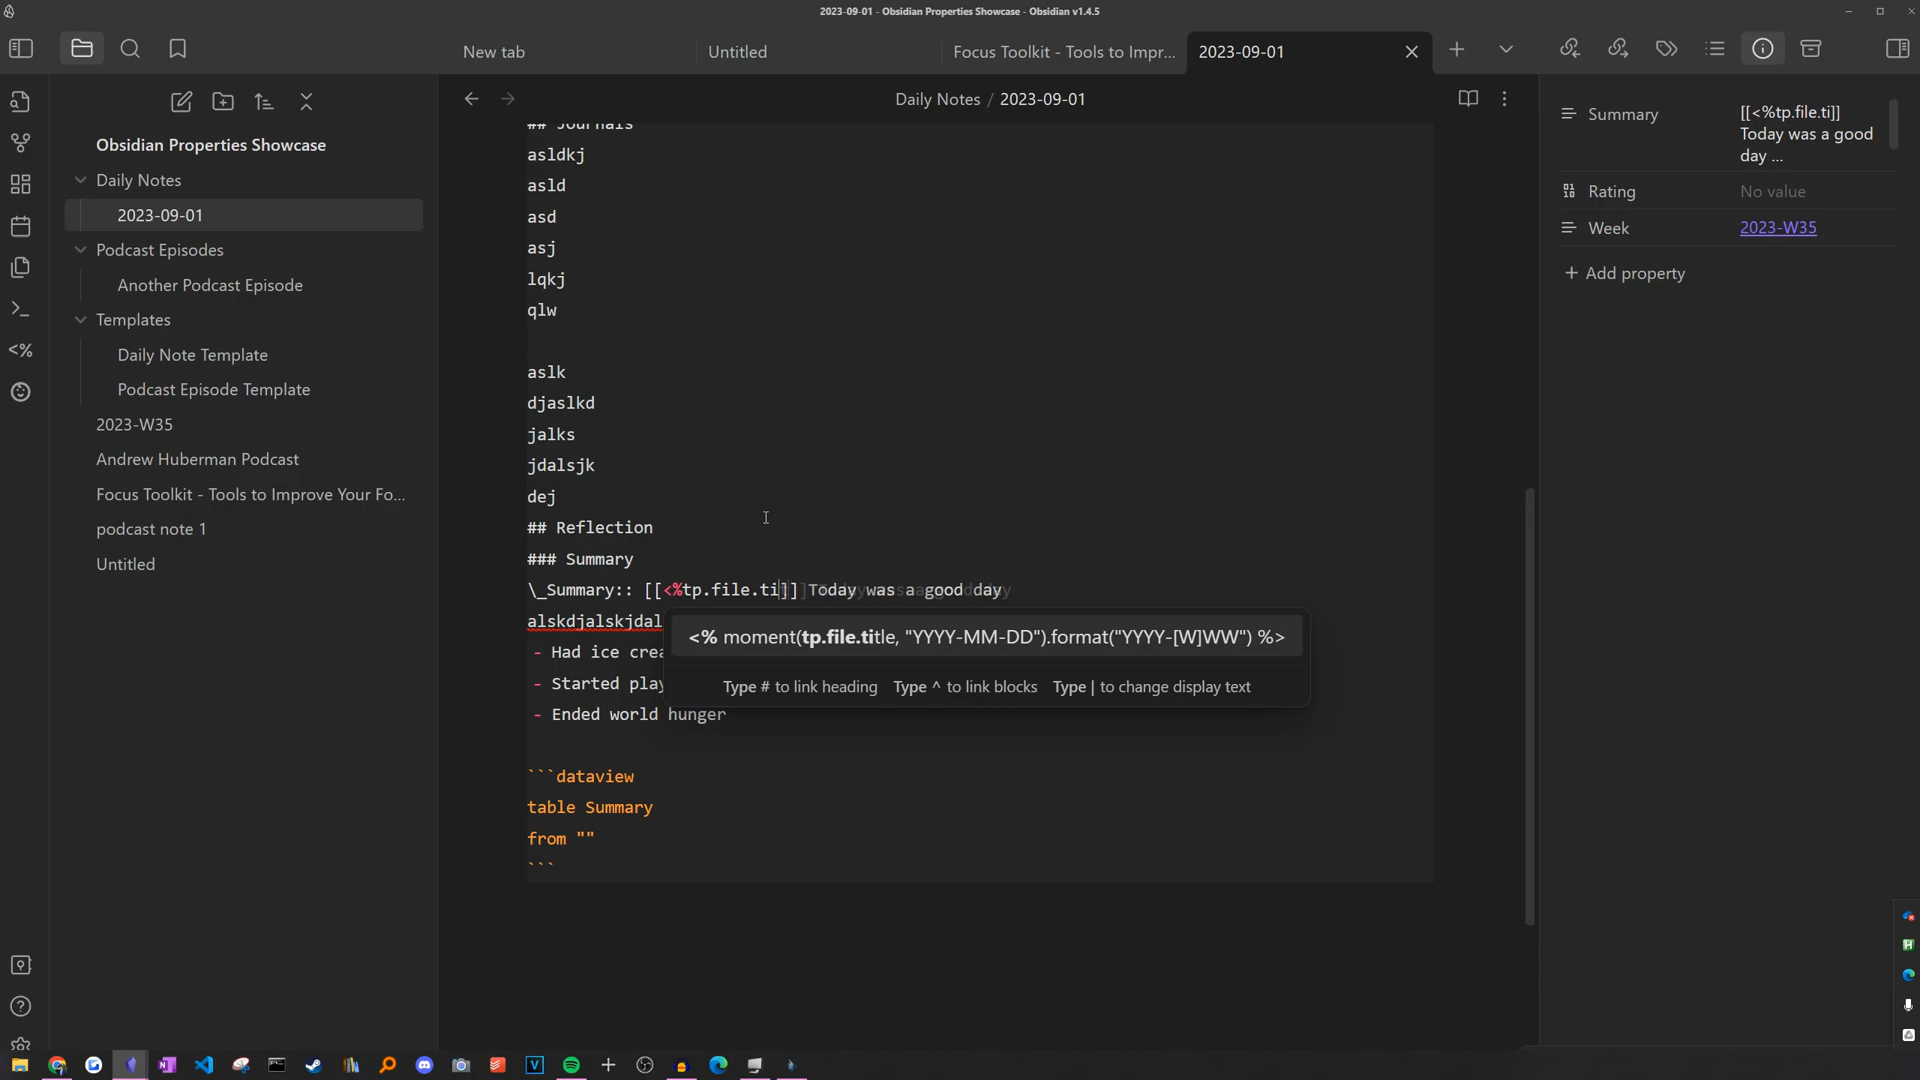 2023-09-01 - Obsidian Properties Showcase - Obsidian v1.4.5
New tab
Untitled
Focus Toolkit - Tools to Impr...
2023-09-01
Daily Notes / 2023-09-01
Obsidian Properties Showcase
Daily Notes
2023-09-01
Podcast Episodes
Another Podcast Episode
Templates
Daily Note Template
Podcast Episode Template
2023-W35
Andrew Huberman Podcast
Focus Toolkit - Tools to Improve Your Fo...
podcast note 1
Untitled
<%
## Journals
asldkj
asld
asd
asj
lqkj
qlw
aslk
djaslkd
jalks
jdalsjk
dej
## Reflection
### Summary
\_Summary:: [[<%tp.file.ti]] Today was a good day
alskdjalskjdal
- Had ice crea
- Started play
- Ended world hunger
<% moment(tp.file.title, "YYYY-MM-DD").format("YYYY-[W]WW") %>
Type # to link heading Type ^ to link blocks Type | to change display text
```dataview
table Summary
from ""
```
Summary
[[<%tp.file.ti]]
Today was a good
day ...
Rating
No value
Week
2023-W35
+ Add property